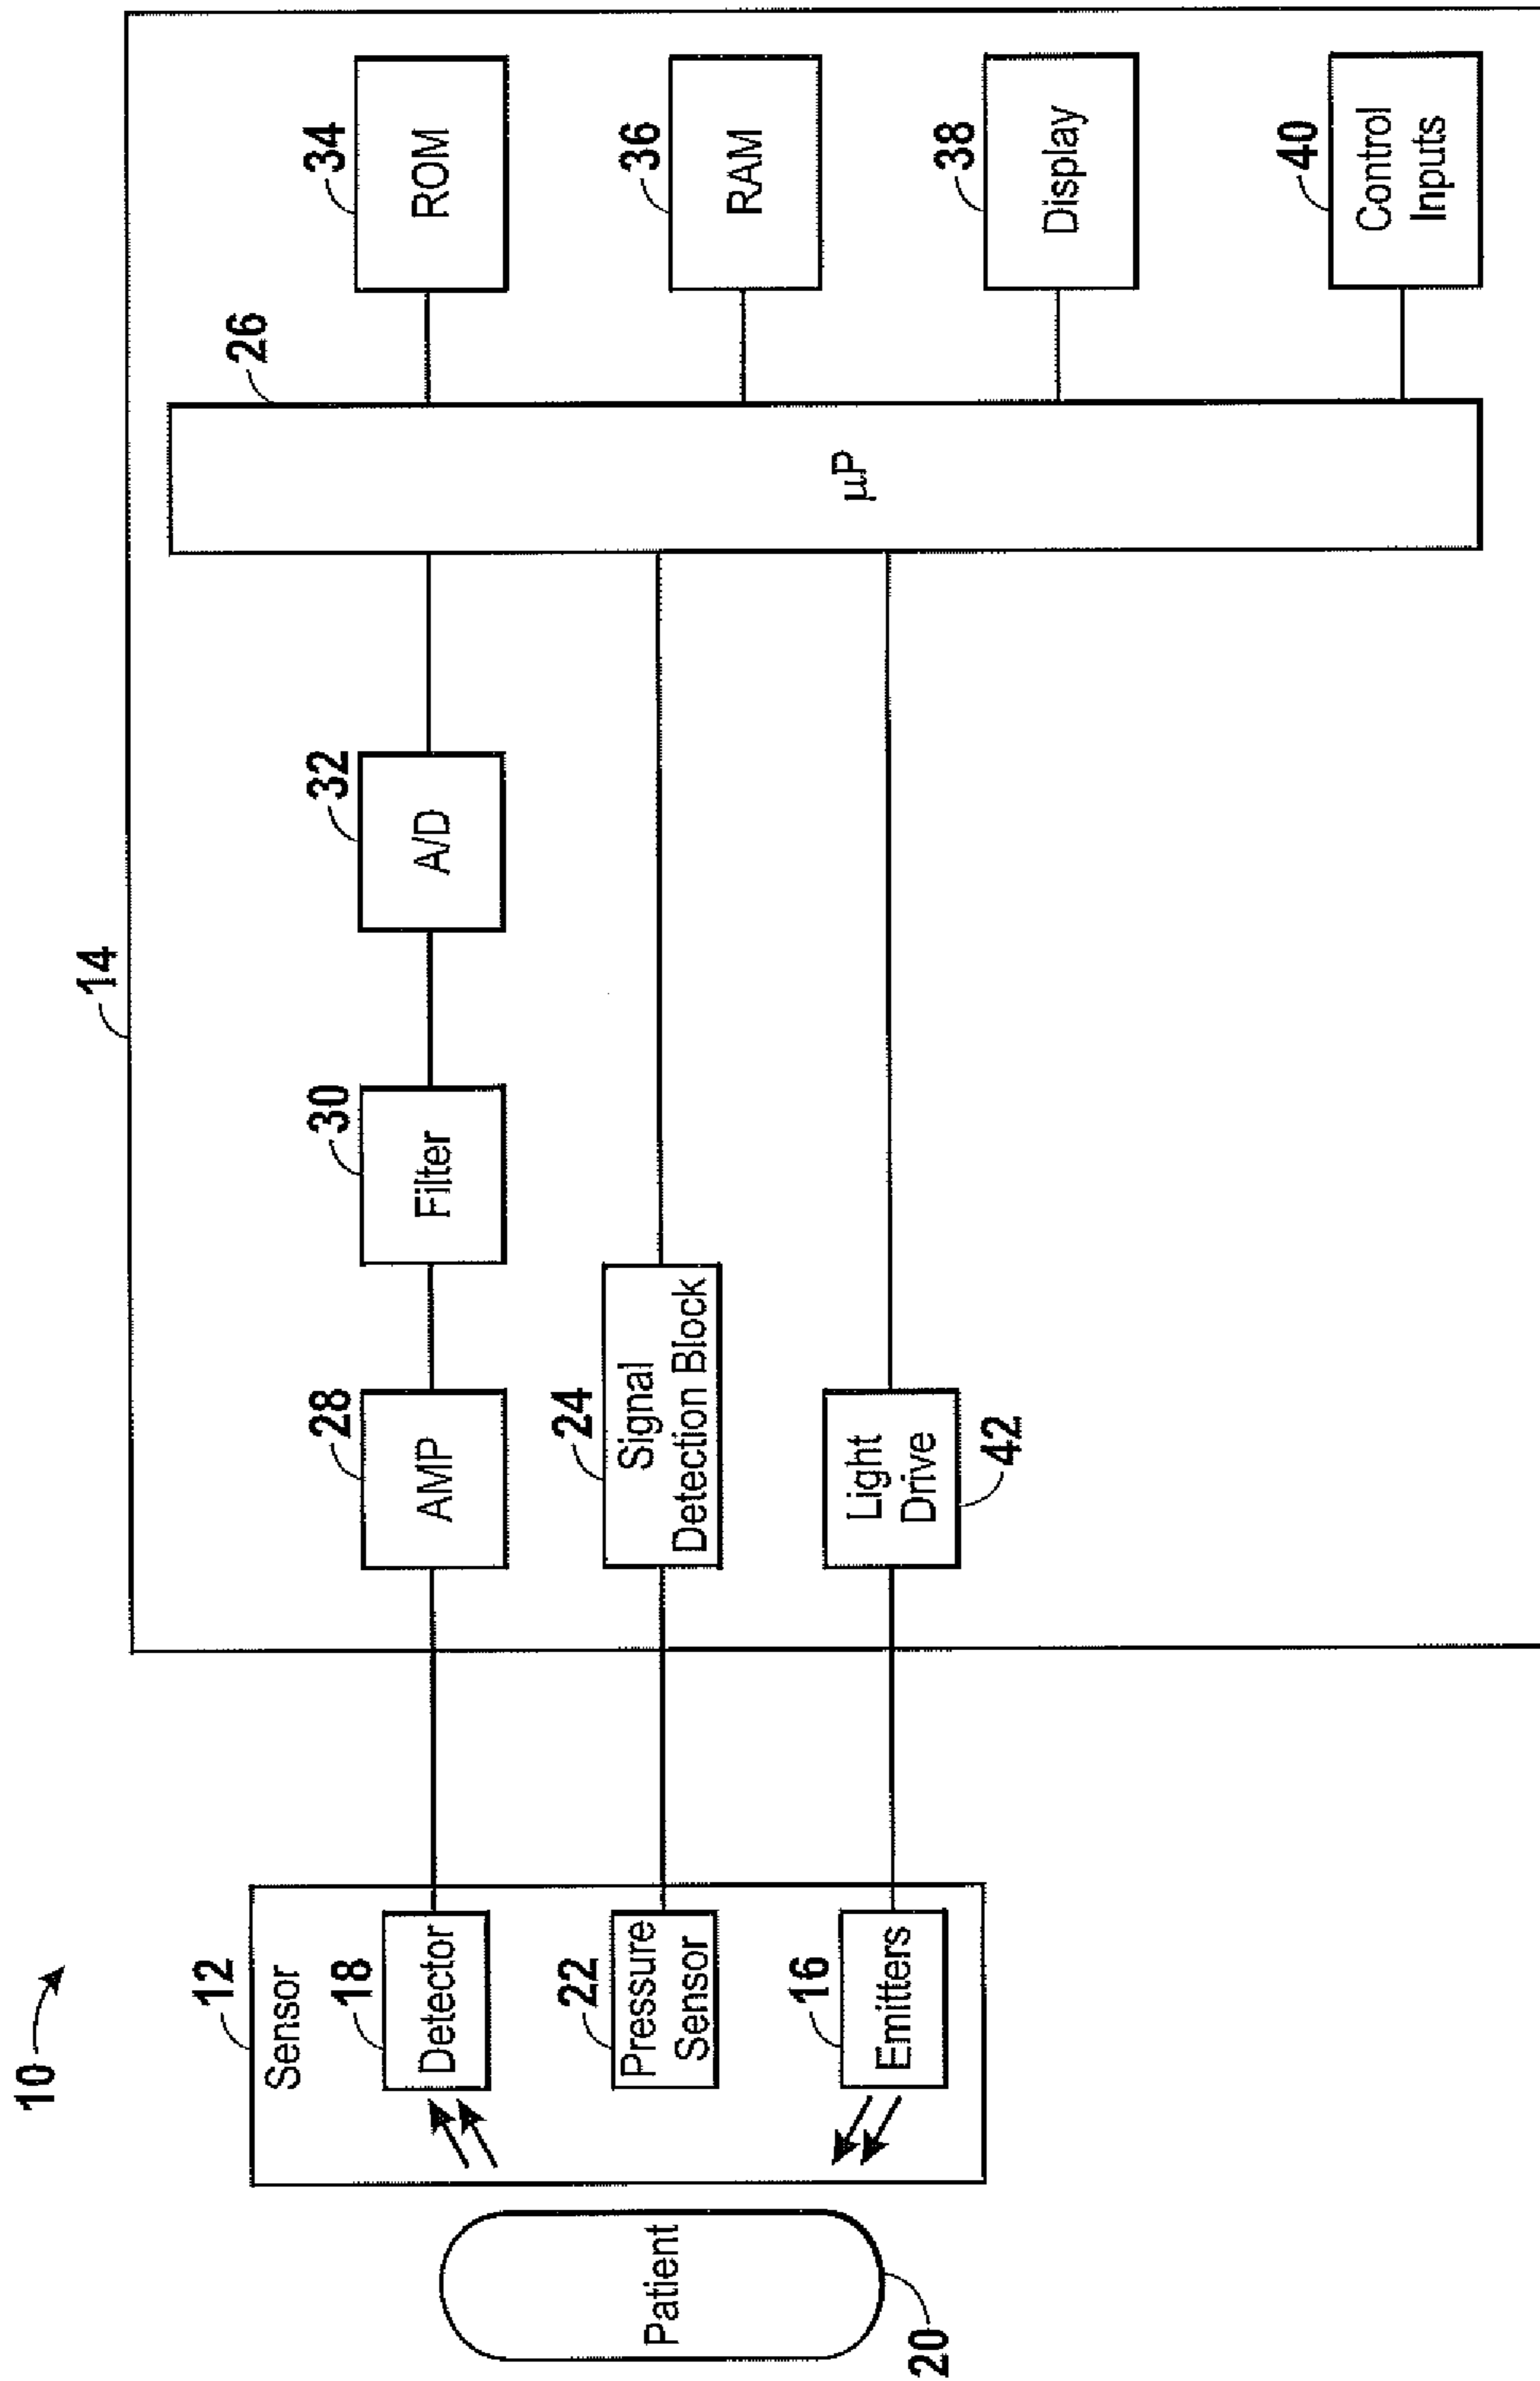 10
12
Sensor
18
Detector
22
Pressure
Sensor
16
Emitters
Patient
20
14
28
AMP
30
Filter
32
A/D
24
Signal
Detection Block
Light
Drive
42
26
µP
34
ROM
36
RAM
38
Display
40
Control
Inputs